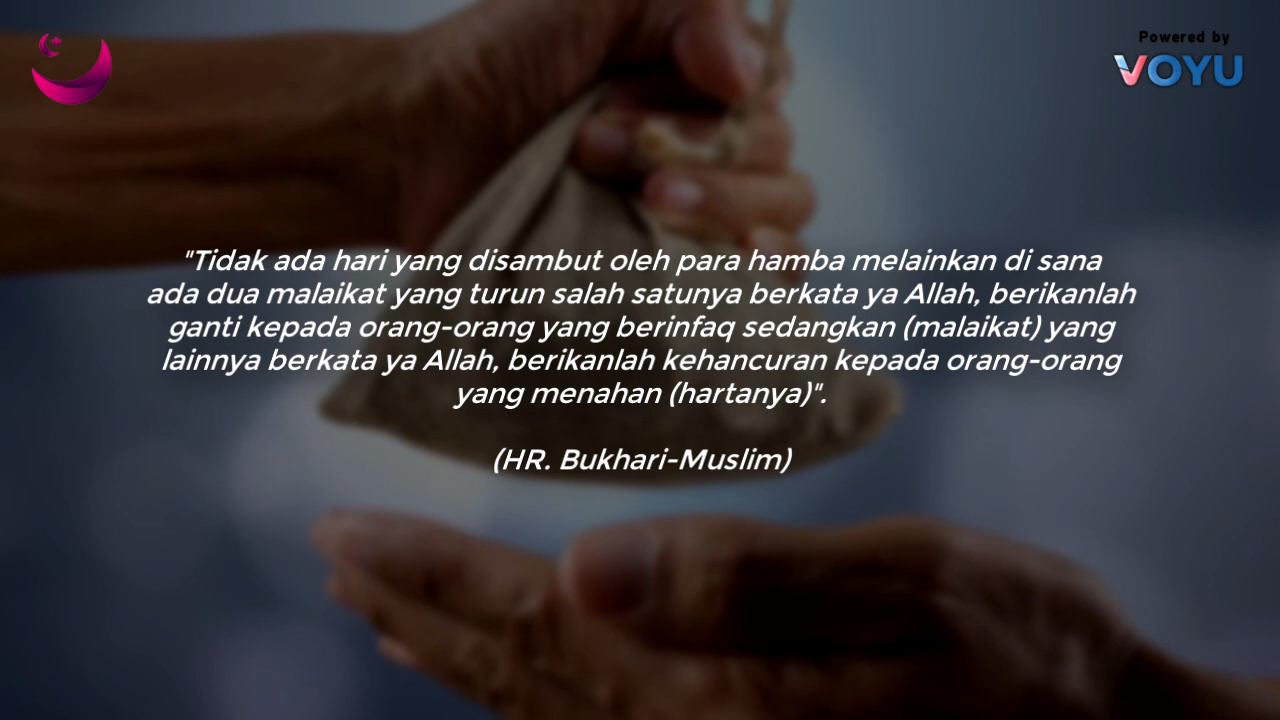 Powered by
VOYU
"Tidak ada hari yang disambut oleh para hamba melainkan di sana
ada dua malaikat yang turun salah satunya berkata ya Allah, berikanlah
ganti kepada orang-orang yang berinfaq sedangkan (malaikat) yang
lainnya berkata ya Allah, berikanlah kehancuran kepada orang-orang
yang menahan (hartanya)".
(HR. Bukhari-Muslim)